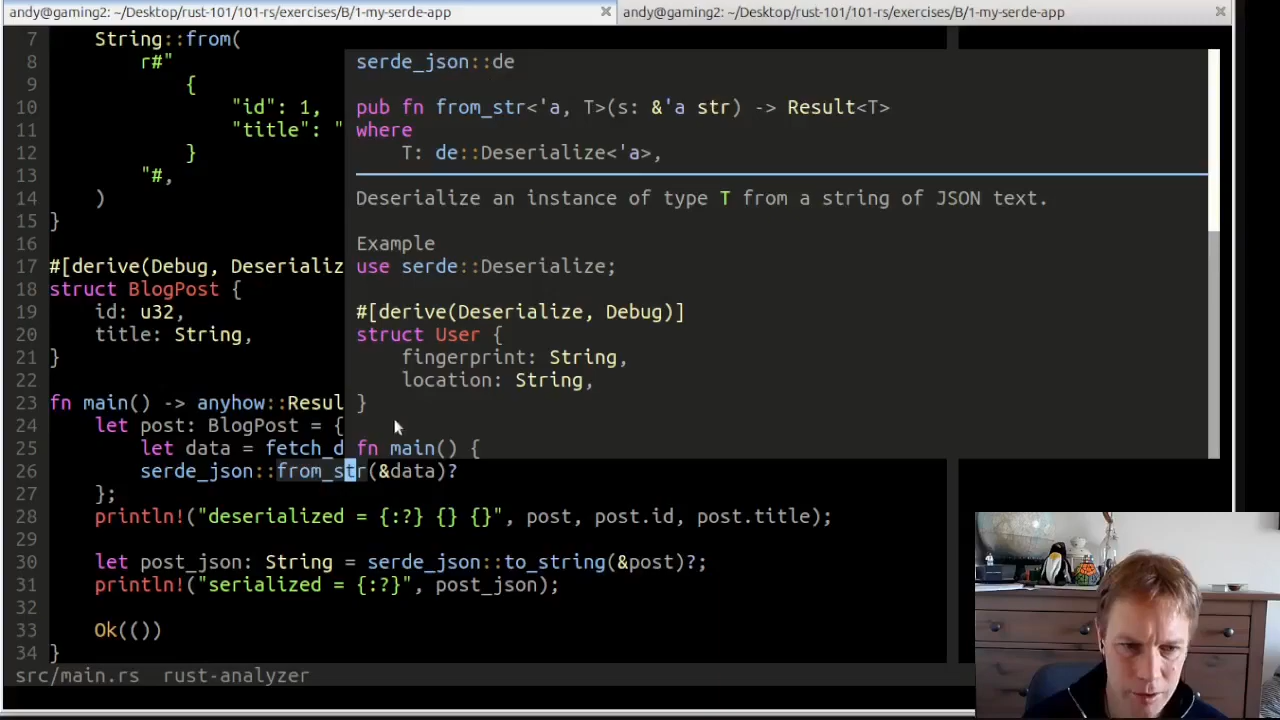 andy@gaming2: ~/Desktop/rust-101/101-rs/exercises/B/1-my-serde-app
andy@gaming2: ~/Desktop/rust-101/101-rs/exercises/B/1-my-serde-app
7 String::from(
8 r#"
9 {
10 "id": 1,
11 "title": "
12 }
13 "#,
14 )
15 }
16
17 #[derive(Debug, Deserializ
18 struct BlogPost {
19 id: u32,
20 title: String,
21 }
22
23 fn main() -> anyhow::Resul
24 let post: BlogPost = {
25 let data = fetch_d
26 serde_json::from_str(&data)?
27 };
28 println!("deserialized = {:?} {} {}", post, post.id, post.title);
29
30 let post_json: String = serde_json::to_string(&post)?;
31 println!("serialized = {:?}", post_json);
32
33 Ok(())
34 }
serde_json::de
pub fn from_str<'a, T>(s: &'a str) -> Result<T>
where
T: de::Deserialize<'a>,
Deserialize an instance of type T from a string of JSON text.
Example
use serde::Deserialize;
#[derive(Deserialize, Debug)]
struct User {
fingerprint: String,
location: String,
}
fn main() {
src/main.rs rust-analyzer